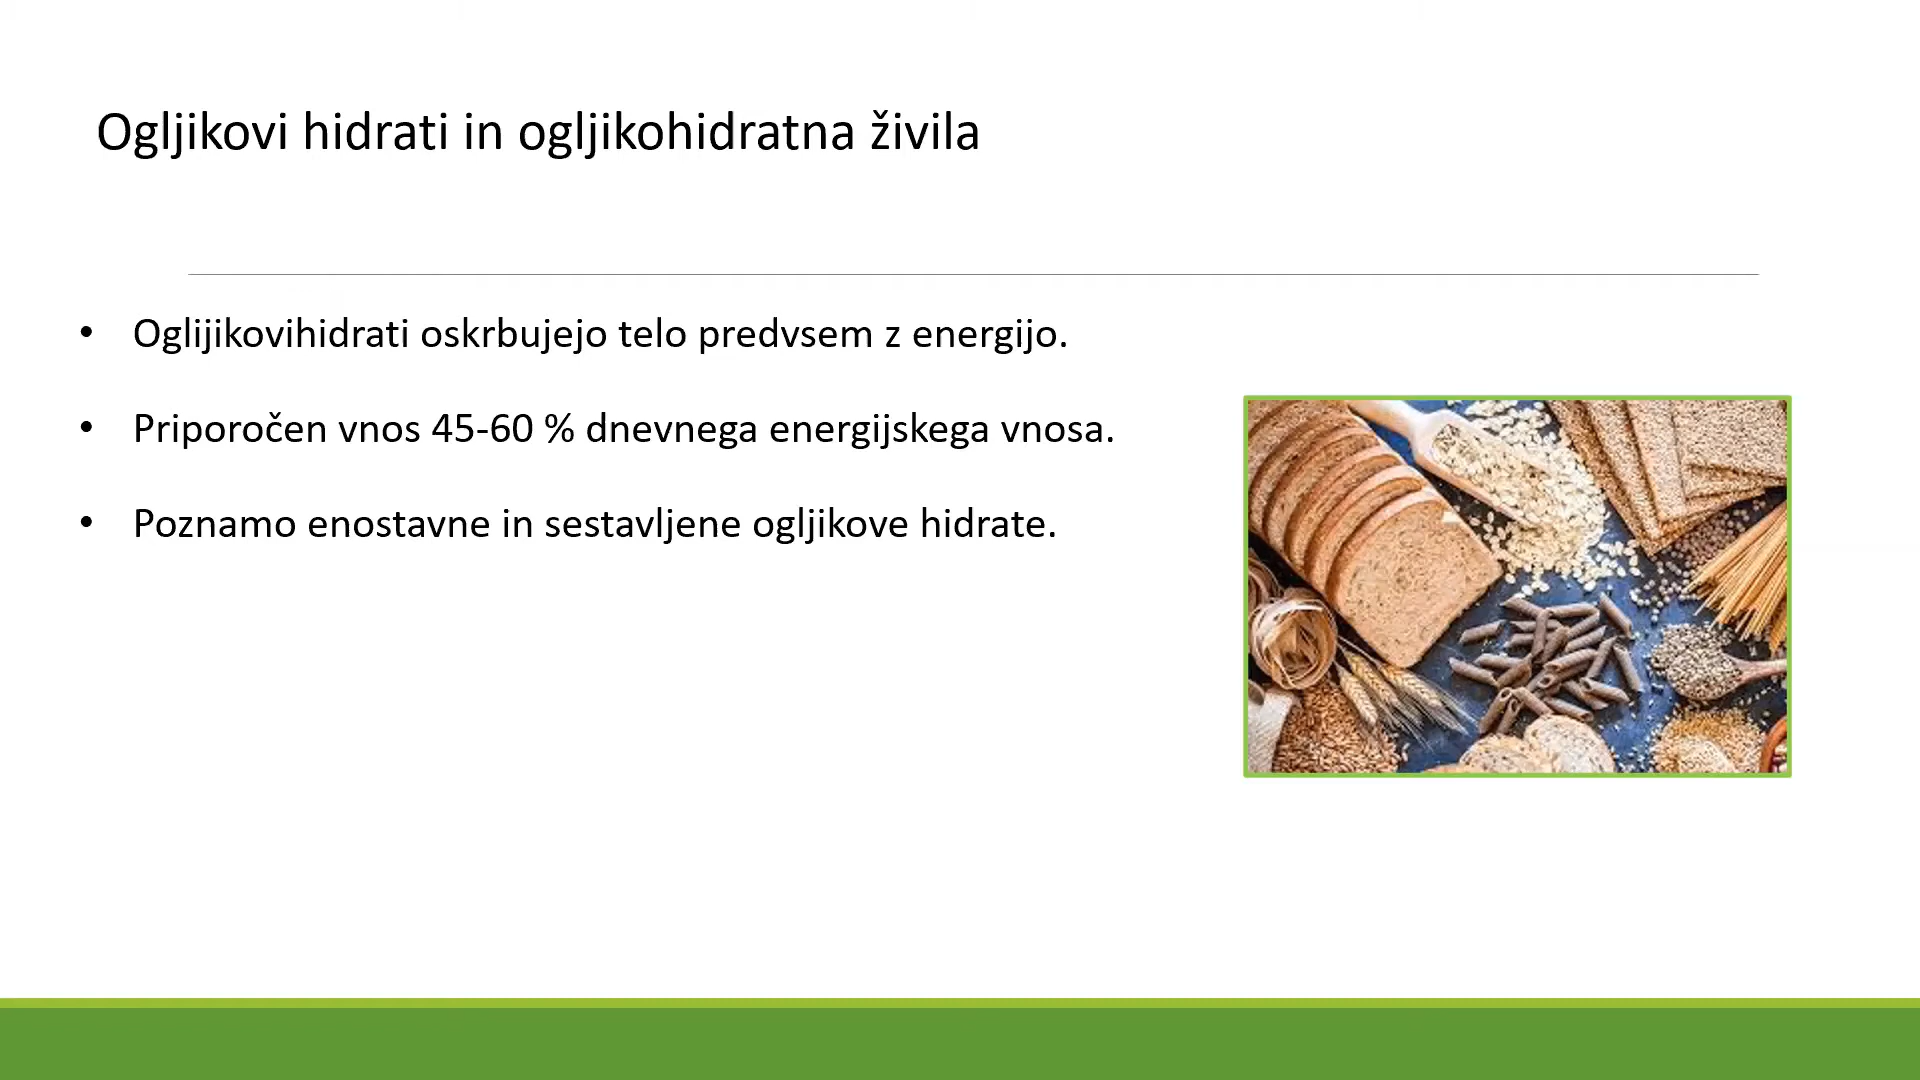 Ogljikovi hidrati in ogljikohidratna živila
• Oglijikovihidrati oskrbujejo telo predvsem z energijo.
• Priporočen vnos 45-60 % dnevnega energijskega vnosa.
• Poznamo enostavne in sestavljene ogljikove hidrate.